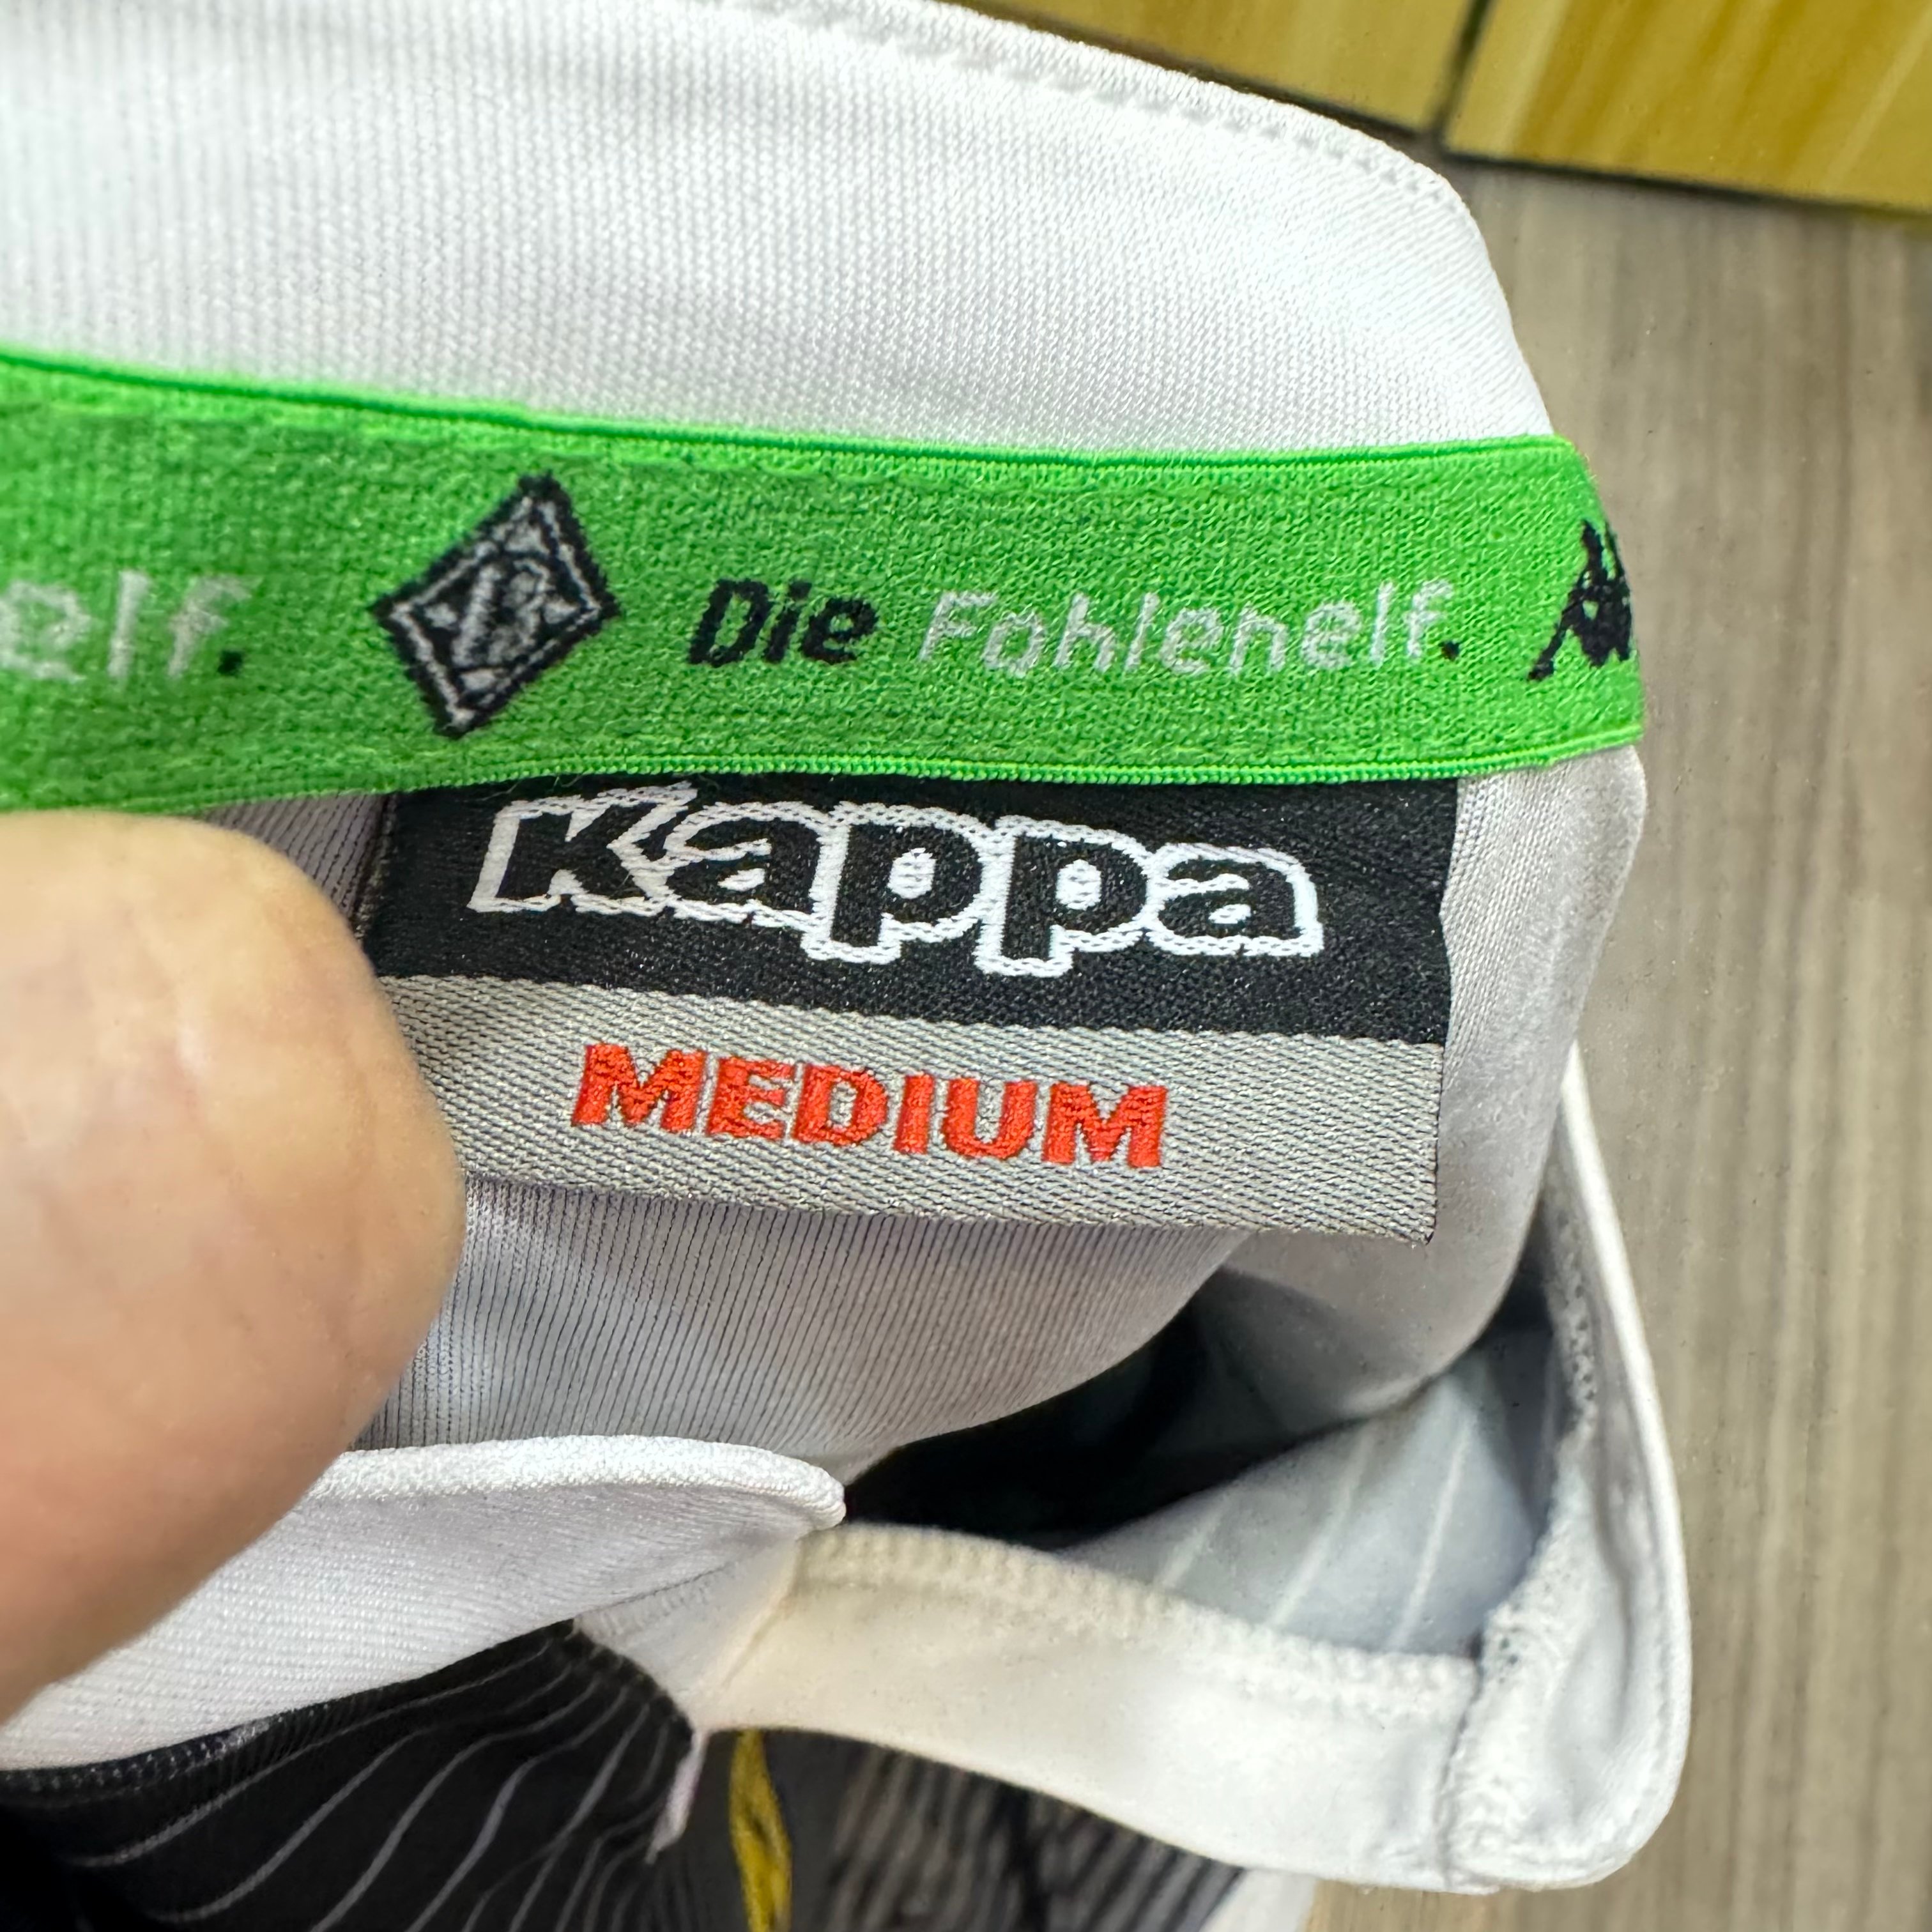 elf. Die Fohlenelf.
Kappa
MEDIUM